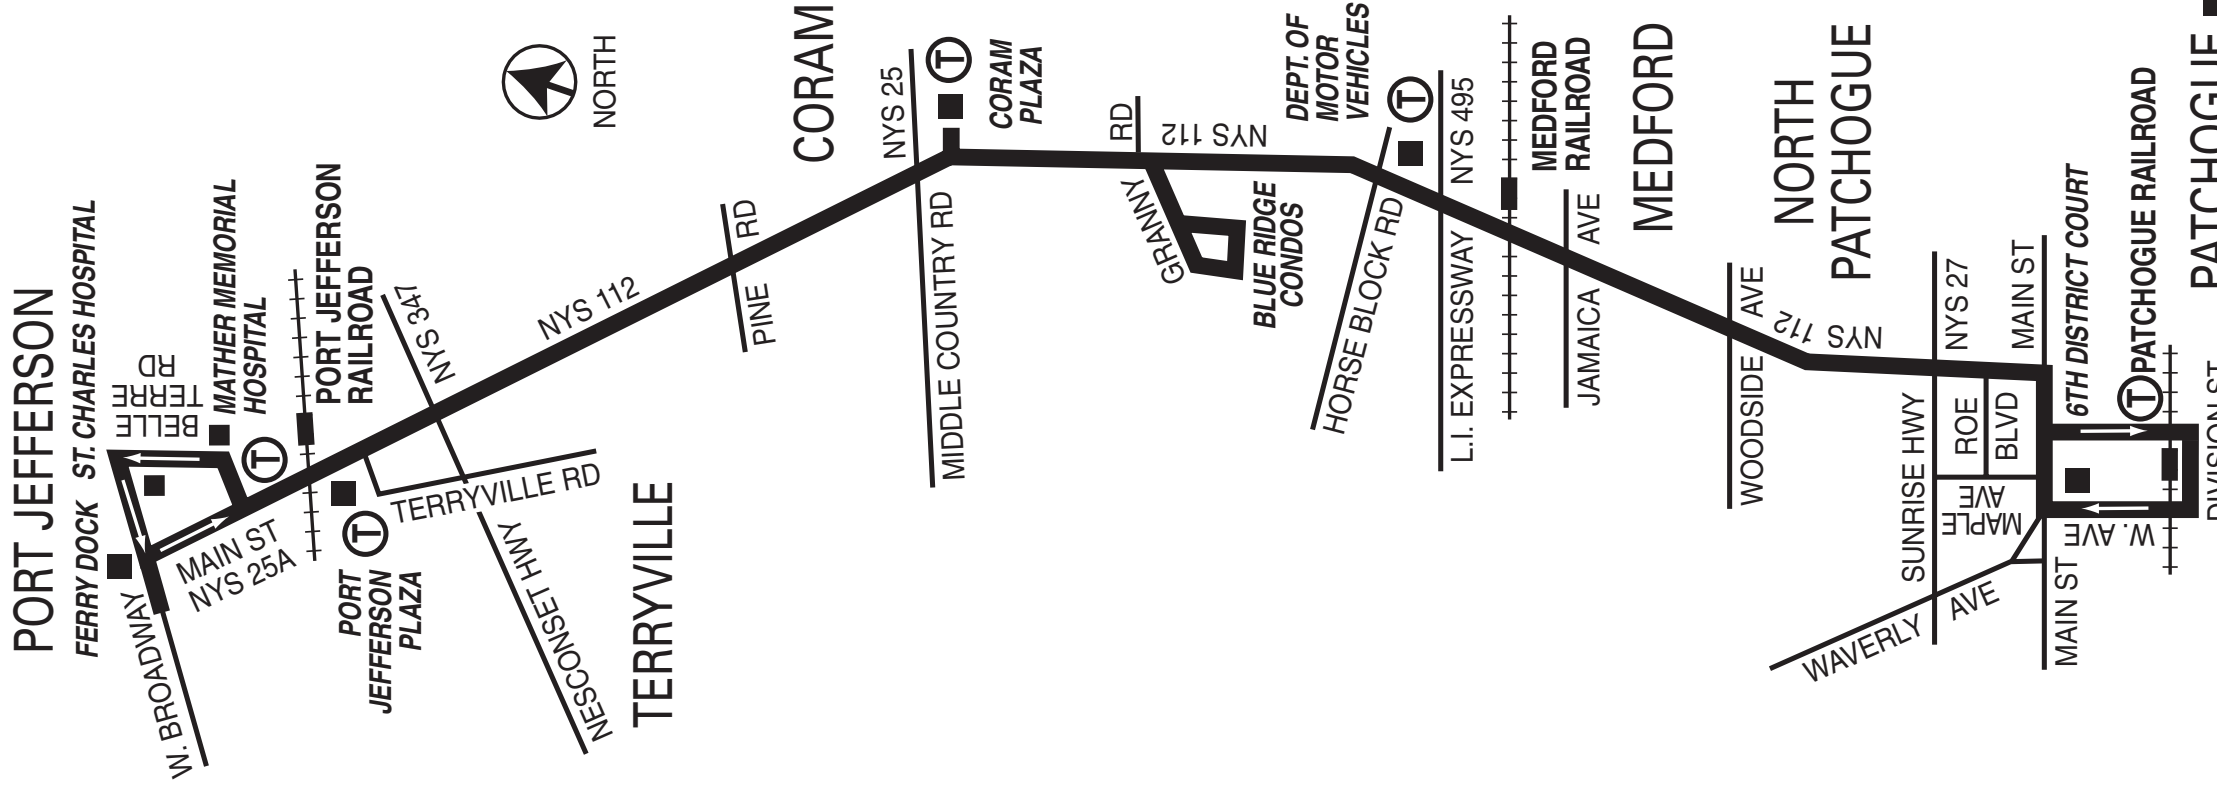 PORT JEFFERSON
FERRY DOCK
ST. CHARLES HOSPITAL
BELLE
TERRE
RD
MATHER MEMORIAL
HOSPITAL
T
PORT JEFFERSON
RAILROAD
W. BROADWAY
MAIN ST
NYS 25A
T
PORT
JEFFERSON
PLAZA
NYS 347
TERRYVILLE RD
NESCONSET HWY
TERRYVILLE
NORTH
NYS 112
PINE RD
CORAM
NYS 25
MIDDLE COUNTRY RD
T
CORAM
PLAZA
GRANNY RD
NYS 112
BLUE RIDGE
CONDOS
DEPT. OF
MOTOR
VEHICLES
T
HORSE BLOCK RD
L.I. EXPRESSWAY NYS 495
MEDFORD
RAILROAD
JAMAICA AVE
MEDFORD
WOODSIDE AVE
NYS 112
NORTH
PATCHOGUE
SUNRISE HWY
NYS 27
ROE
BLVD
MAPLE
AVE
WAVERLY AVE
MAIN ST
MAIN ST
W. AVE
6TH DISTRICT COURT
T
PATCHOGUE RAILROAD
PATCHOGUE
DIVISION ST